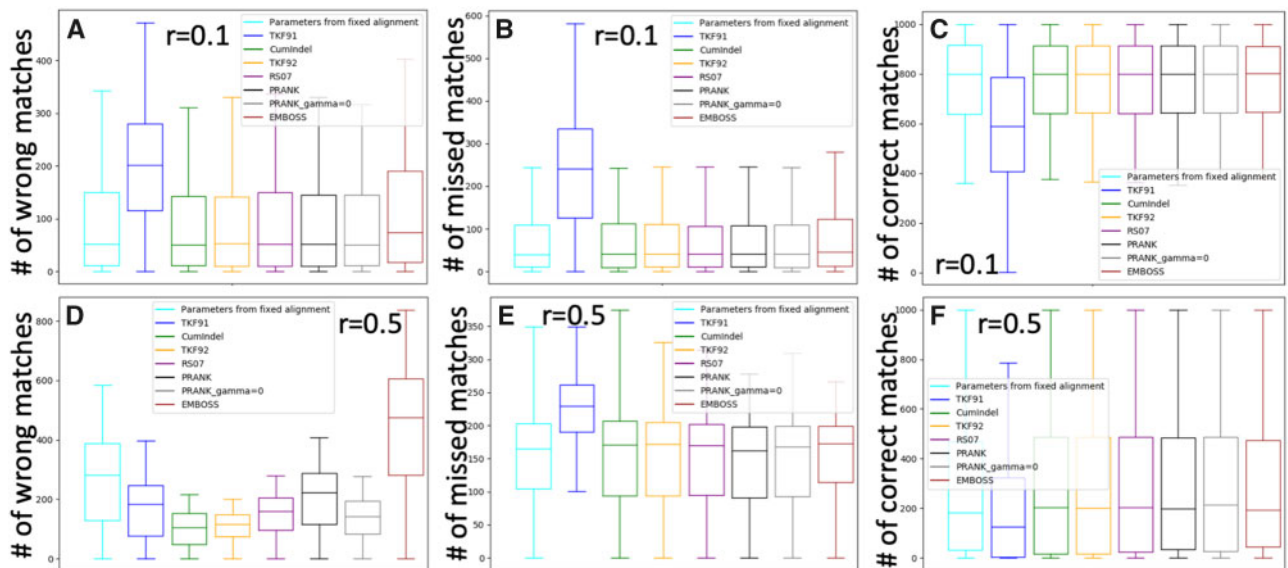 A
r=0.1
# of wrong matches
400
300
200
100
0
Parameters from fixed alignment
TKF91
CumIndel
TKF92
RS07
PRANK
PRANK_gamma=0
EMBOSS
B
r=0.1
# of missed matches
600
500
400
300
200
100
0
Parameters from fixed alignment
TKF91
CumIndel
TKF92
RS07
PRANK
PRANK_gamma=0
EMBOSS
C
# of correct matches
1000
800
600
400
200
0
r=0.1
Parameters from fixed alignment
TKF91
CumIndel
TKF92
RS07
PRANK
PRANK_gamma=0
EMBOSS
D
r=0.5
# of wrong matches
800
600
400
200
0
Parameters from fixed alignment
TKF91
CumIndel
TKF92
RS07
PRANK
PRANK_gamma=0
EMBOSS
E
r=0.5
# of missed matches
350
300
250
200
150
100
50
0
Parameters from fixed alignment
TKF91
CumIndel
TKF92
RS07
PRANK
PRANK_gamma=0
EMBOSS
F
r=0.5
# of correct matches
1000
800
600
400
200
0
Parameters from fixed alignment
TKF91
CumIndel
TKF92
RS07
PRANK
PRANK_gamma=0
EMBOSS